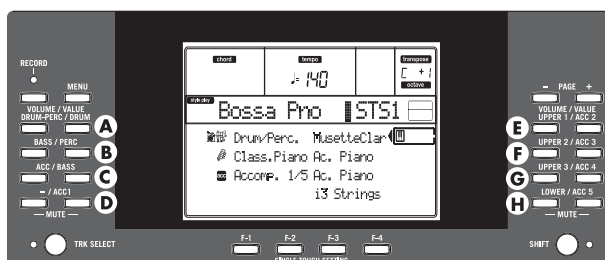 chord
tempo
transpose
♩= 140
C +1
octave
style play
Bossa Pno STS1
Drum/Perc. MusetteClar
Class.Piano Ac. Piano
Accomp. 1/5 Ac. Piano
i3 Strings
RECORD
MENU
VOLUME / VALUE
DRUM-PERC / DRUM
A
BASS / PERC
B
ACC / BASS
C
– / ACC1
D
— MUTE —
TRK SELECT
F-1 F-2 F-3 F-4
SINGLE TOUCH SETTING
– PAGE +
VOLUME / VALUE
UPPER 1 / ACC 2
E
UPPER 2 / ACC 3
F
UPPER 3 / ACC 4
G
LOWER / ACC 5
H
— MUTE —
SHIFT